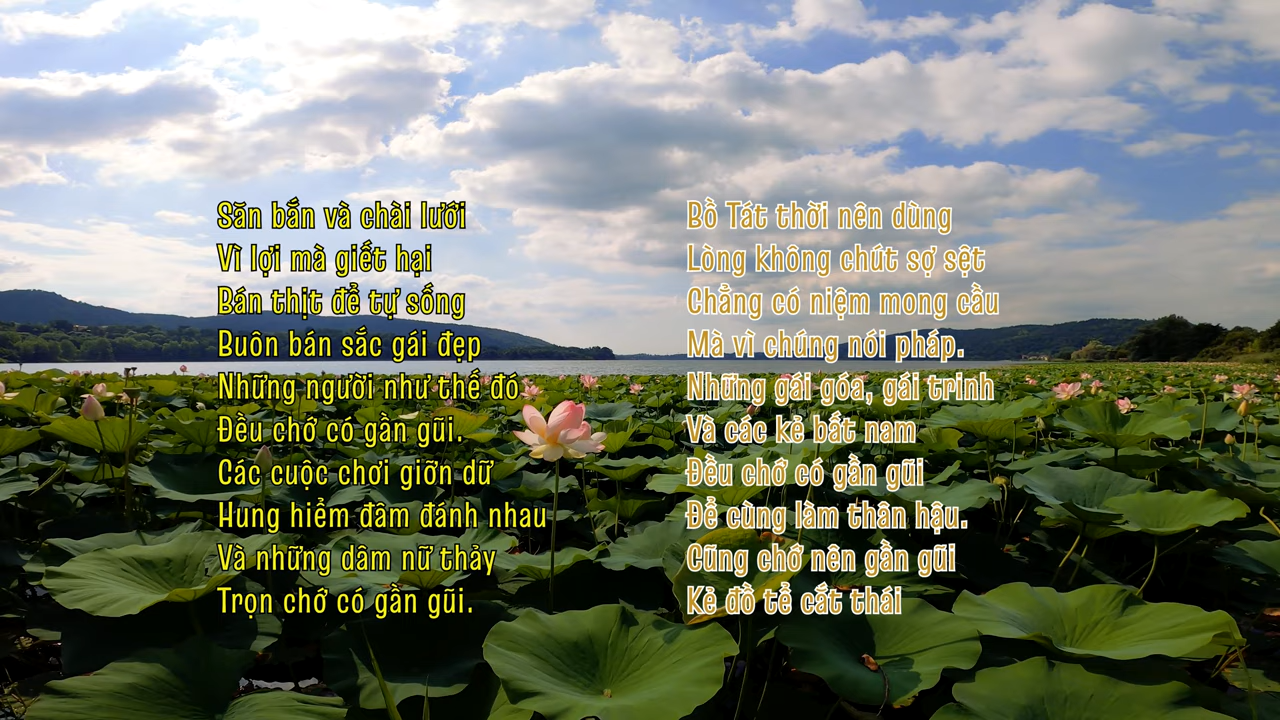 Săn bắn và chài lưới
Vì lợi mà giết hại
Bán thịt để tự sống
Buôn bán sắc gái đẹp
Những người như thế đó
Đều chớ có gần gũi.
Các cuộc chơi giỡn dữ
Hung hiểm đâm đánh nhau
Và những dâm nữ thảy
Trọn chớ có gần gũi.
Bồ Tát thời nên dùng
Lòng không chút sợ sệt
Chẳng có niệm mong cầu
Mà vì chúng nói pháp.
Những gái góa, gái trinh
Và các kẻ bất nam
Đều chớ có gần gũi
Để cùng làm thân hậu.
Cũng chớ nên gần gũi
Kẻ đồ tể cắt thái